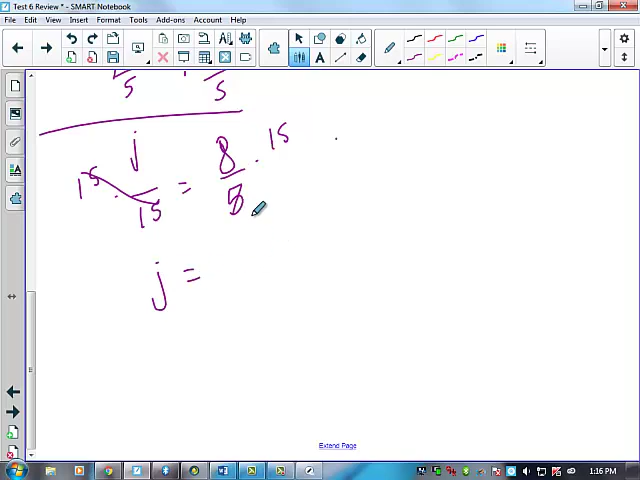 Test 6 Review * - SMART Notebook
File Edit View Insert Format Tools Add-ons Account Help
5 5
15 · j/15 = 8/5 · 15
j =
Extend Page
1:16 PM